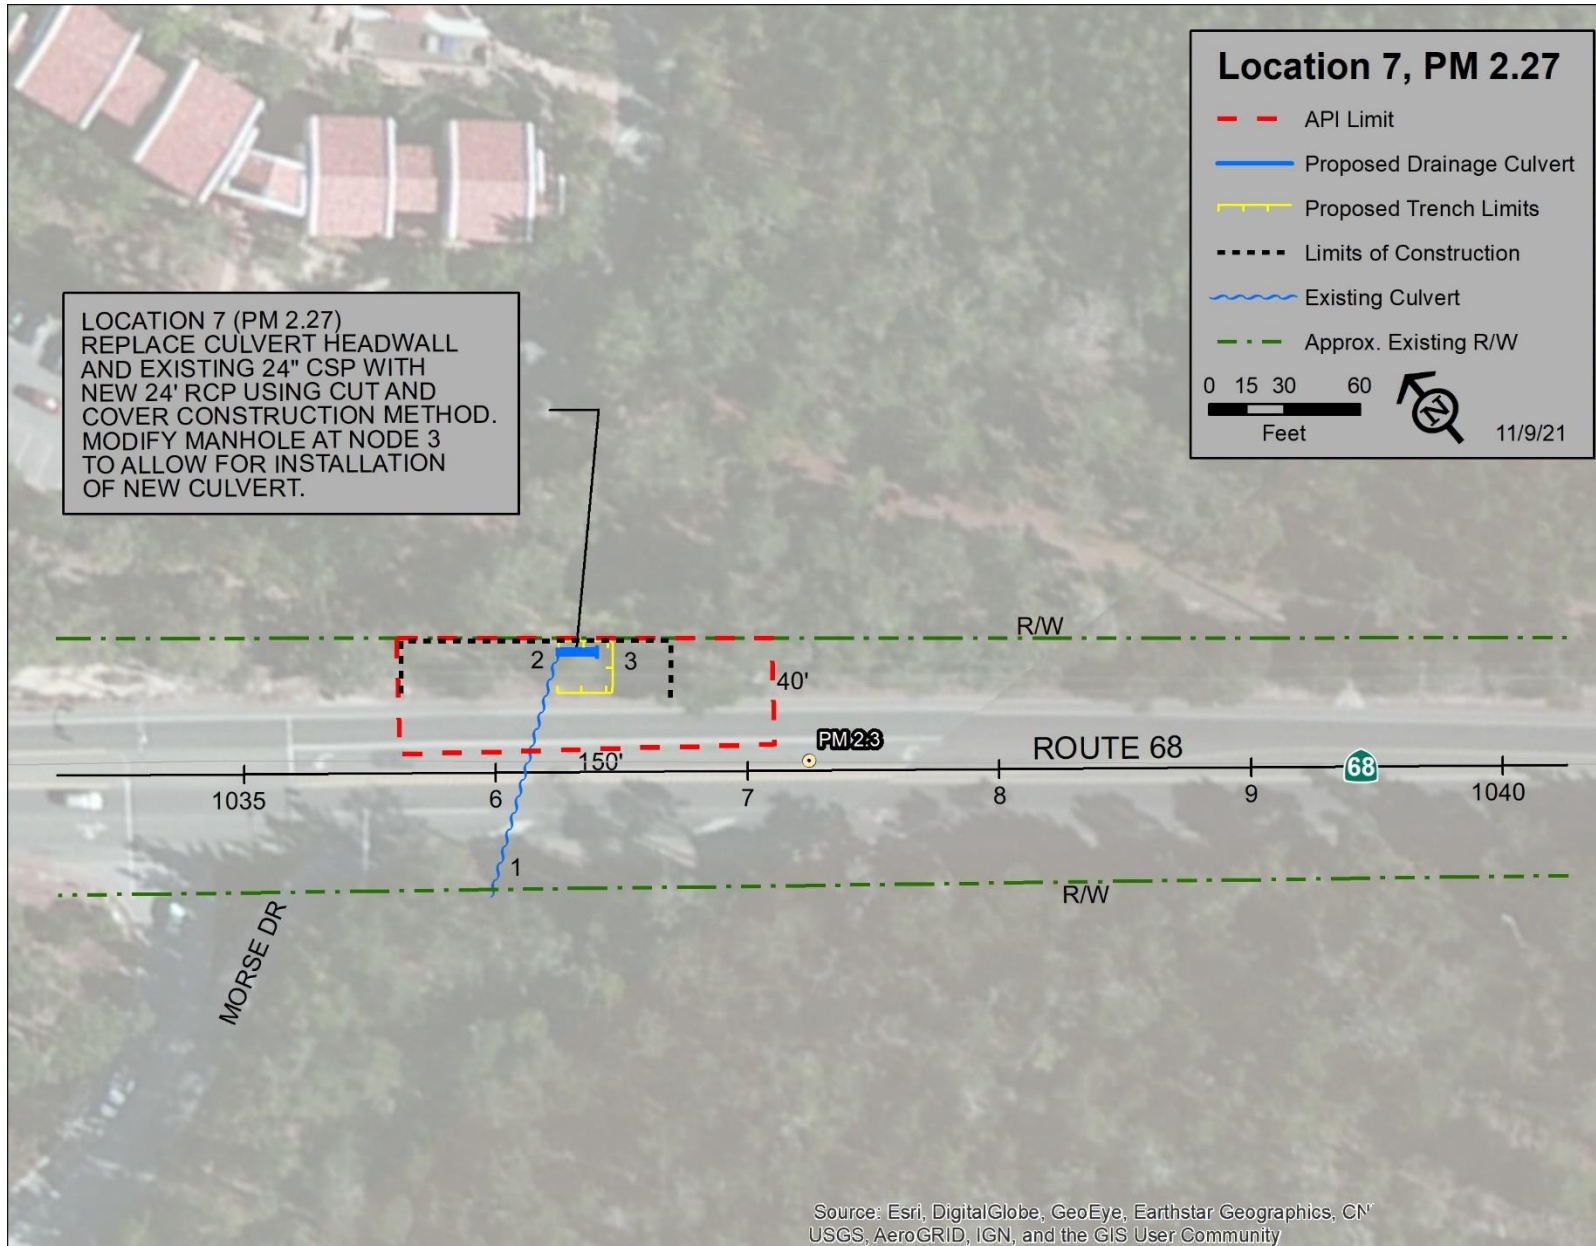 Location 7, PM 2.27
API Limit
Proposed Drainage Culvert
Proposed Trench Limits
Limits of Construction
Existing Culvert
Approx. Existing R/W
0 15 30 60
Feet
N
11/9/21
LOCATION 7 (PM 2.27)
REPLACE CULVERT HEADWALL
AND EXISTING 24" CSP WITH
NEW 24' RCP USING CUT AND
COVER CONSTRUCTION METHOD.
MODIFY MANHOLE AT NODE 3
TO ALLOW FOR INSTALLATION
OF NEW CULVERT.
R/W
2 3
40'
PM 2.3
ROUTE 68
150'
68
1035 6 7 8 9 1040
1
R/W
MORSE DR
Source: Esri, DigitalGlobe, GeoEye, Earthstar Geographics,
USGS, AeroGRID, IGN, and the GIS User Community